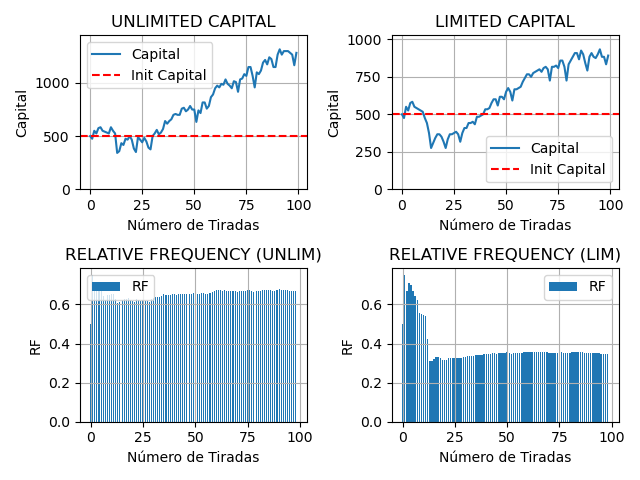 UNLIMITED CAPITAL
Capital
1000
500
0
0 25 50 75 100
Número de Tiradas
Capital
Init Capital
LIMITED CAPITAL
Capital
1000
750
500
250
0
0 25 50 75 100
Número de Tiradas
Capital
Init Capital
RELATIVE FREQUENCY (UNLIM)
RF
0.6
0.4
0.2
0.0
0 25 50 75 100
Número de Tiradas
RF
RELATIVE FREQUENCY (LIM)
RF
0.6
0.4
0.2
0.0
0 25 50 75 100
Número de Tiradas
RF